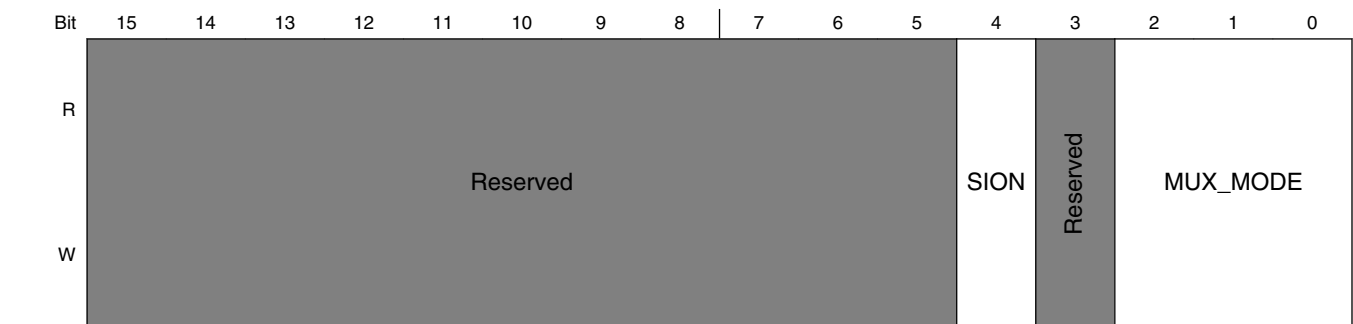 Bit 15 14 13 12 11 10 9 8 7 6 5 4 3 2 1 0
R
Reserved SION Reserved MUX_MODE
W